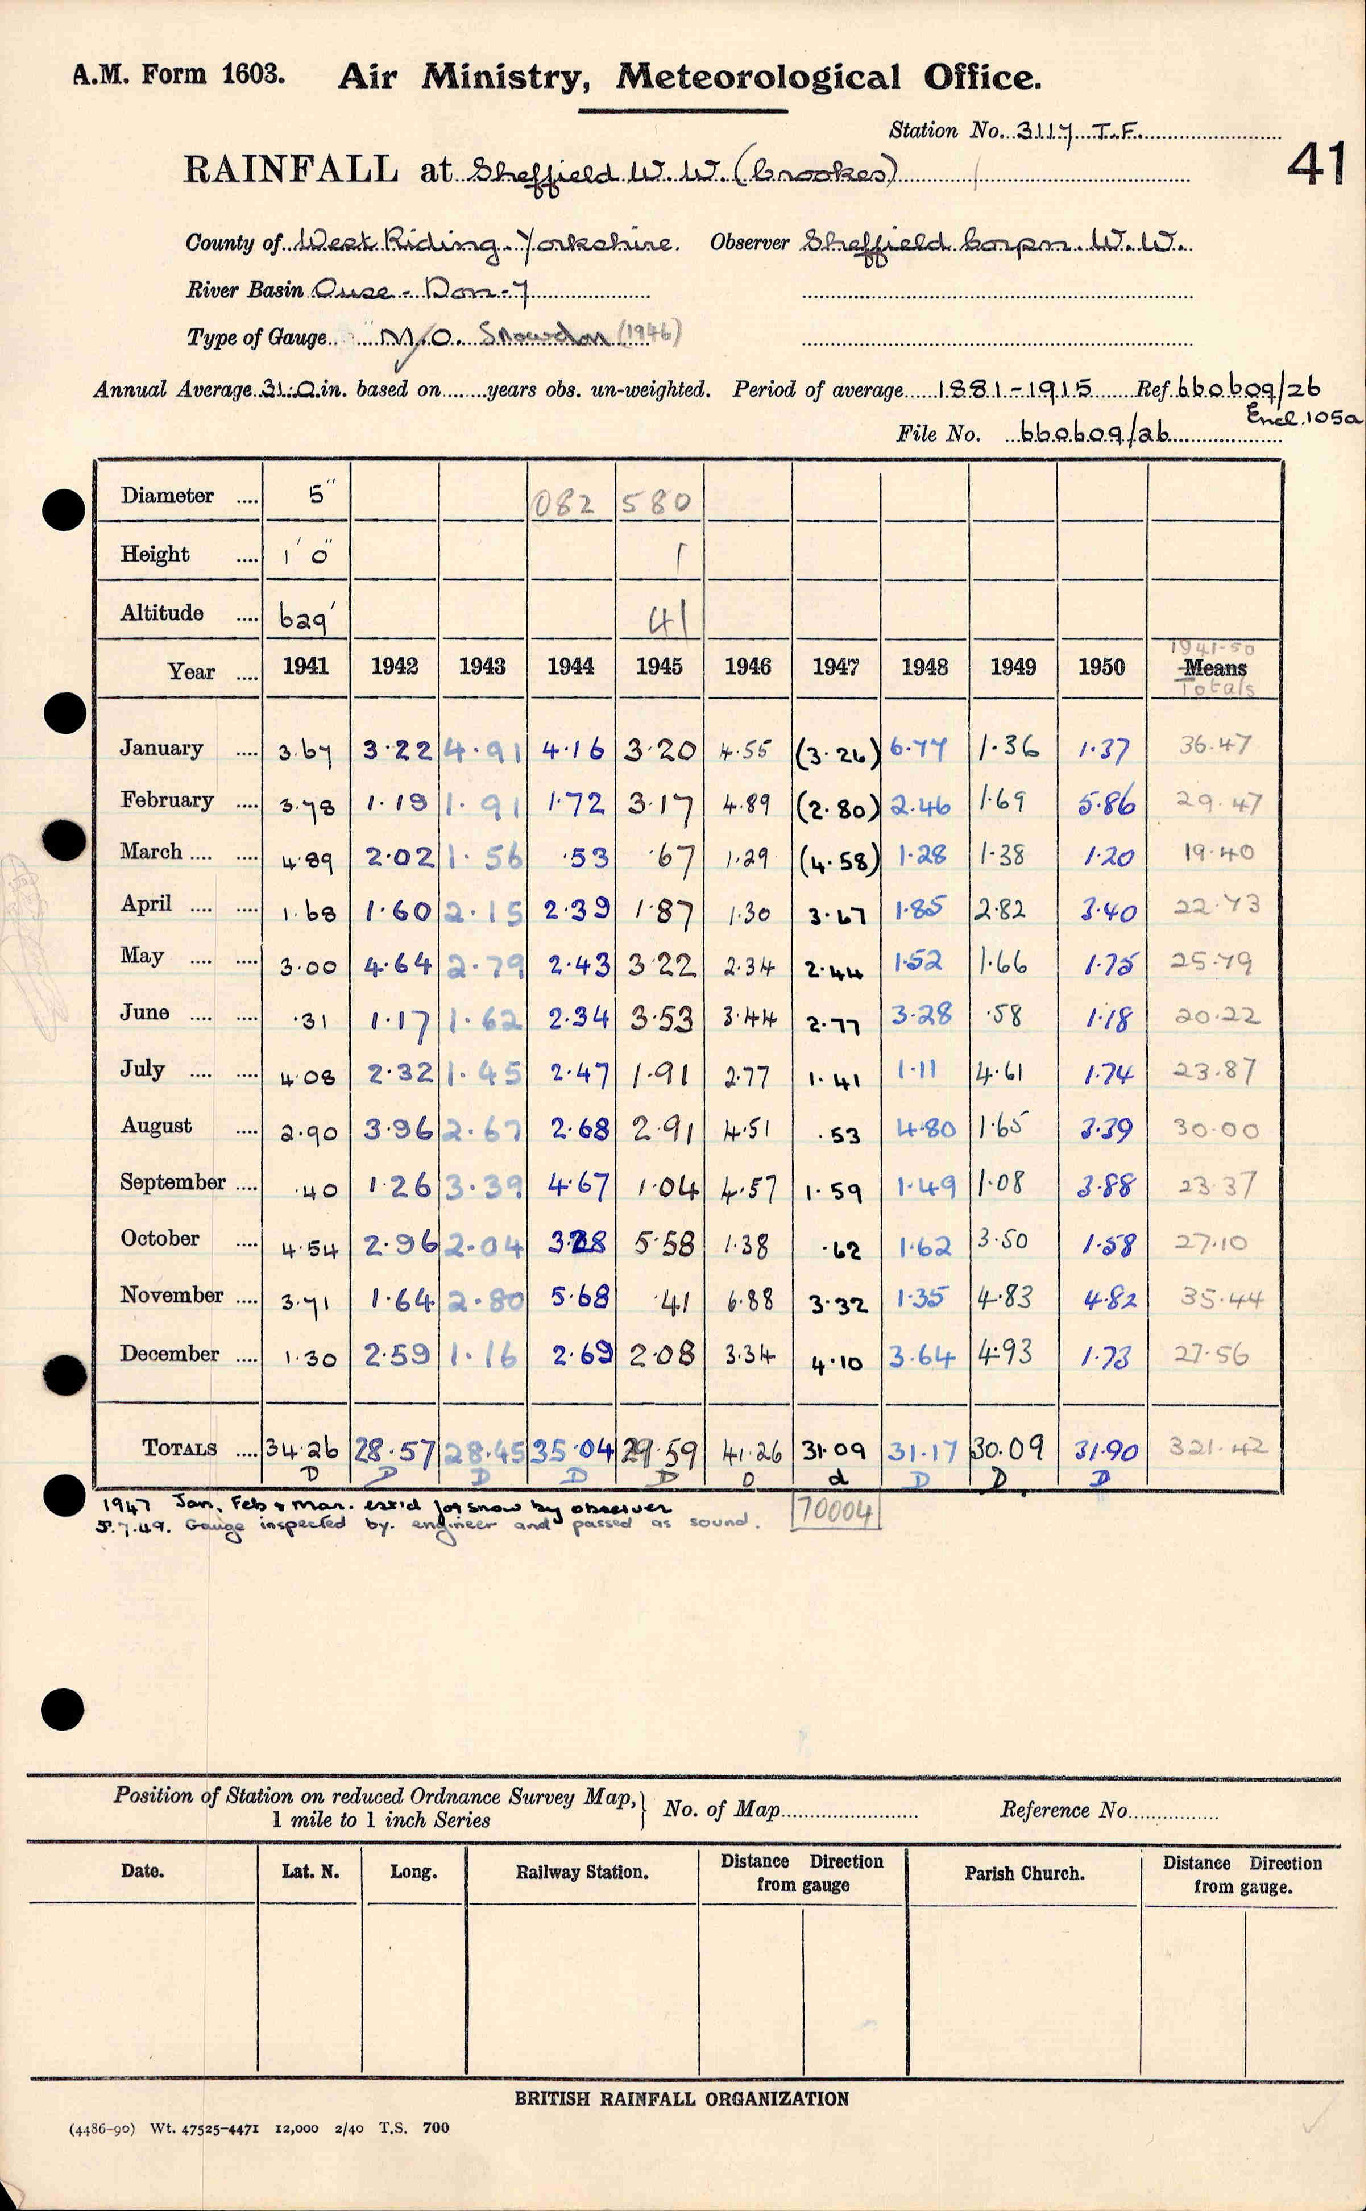 A.M. Form 1603. Air Ministry, Meteorological Office.
Station No. 3117 T.F.
41
RAINFALL at Sheffield W.W. (Crookes)
County of West Riding Yorkshire. Observer Sheffield Corpn. W.W.
River Basin Ouse - Don - 7
Type of Gauge M.O. Snowdon (1946)
Annual Average 31.0 in. based on ...... years obs. un-weighted. Period of average 1881-1915 Ref 660609/26
Encl. 105a
File No. 660609/26
Diameter .... 5" 082 580
Height .... 1' 0" 1
Altitude .... 629' 41
1941-50
Year .... 1941 1942 1943 1944 1945 1946 1947 1948 1949 1950 Means
Totals
January .... 3.67 3.22 4.91 4.16 3.20 4.55 (3.26) 6.77 1.36 1.37 36.47
February .... 3.78 1.19 1.91 1.72 3.17 4.89 (2.80) 2.46 1.69 5.86 29.47
March .... .... 4.89 2.02 1.56 .53 .67 1.29 (4.58) 1.28 1.38 1.20 19.40
April .... .... 1.68 1.60 2.15 2.39 1.87 1.30 3.67 1.85 2.82 3.40 22.73
May .... .... 3.00 4.64 2.79 2.43 3.22 2.34 2.44 1.52 1.66 1.75 25.79
June .... .... .31 1.17 1.62 2.34 3.53 3.44 2.77 3.28 .58 1.18 20.22
July .... .... 4.08 2.32 1.45 2.47 1.91 2.77 1.41 1.11 4.61 1.74 23.87
August .... 2.90 3.96 2.67 2.68 2.91 4.51 .53 4.80 1.65 3.39 30.00
September .... .40 1.26 3.39 4.67 1.04 4.57 1.59 1.49 1.08 3.88 23.37
October .... 4.54 2.96 2.04 3.28 5.58 1.38 .62 1.62 3.50 1.58 27.10
November .... 3.71 1.64 2.80 5.68 .41 6.88 3.32 1.35 4.83 4.82 35.44
December .... 1.30 2.59 1.16 2.69 2.08 3.34 4.10 3.64 4.93 1.73 27.56
TOTALS .... 34.26 28.57 28.45 35.04 29.59 41.26 31.09 31.17 30.09 31.90 321.42
D D D D D D d D D D
1947 Jan, Feb & Mar. est'd for snow by observer
5.7.49. Gauge inspected by engineer and passed as sound. 70004
Position of Station on reduced Ordnance Survey Map, 1 mile to 1 inch Series } No. of Map.............. Reference No..............
Date. Lat. N. Long. Railway Station. Distance from gauge Direction Parish Church. Distance Direction from gauge.
BRITISH RAINFALL ORGANIZATION
(4486-90) Wt. 47525-4471 12,000 2/40 T.S. 700